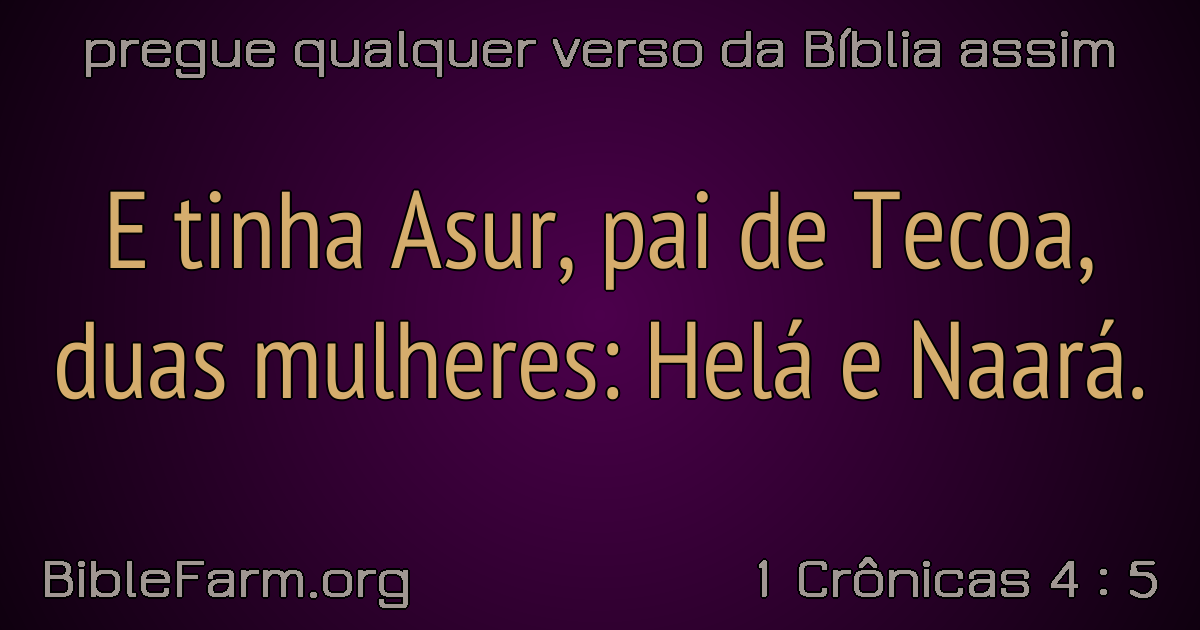 pregue qualquer verso da Bíblia assim
E tinha Asur, pai de Tecoa,
duas mulheres: Helá e Naará.
BibleFarm.org
1 Crônicas 4 : 5